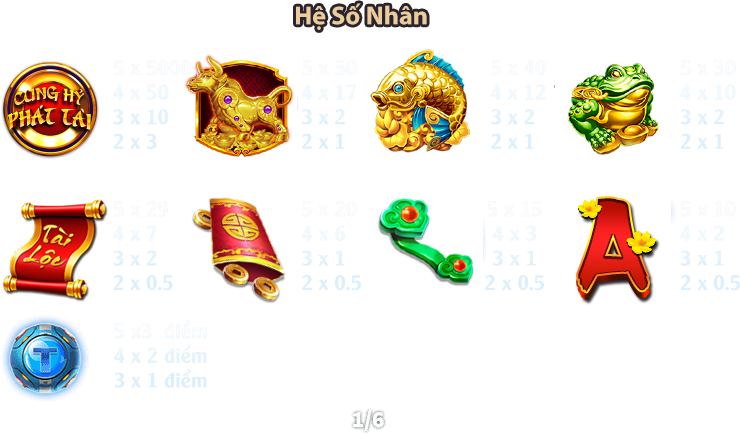 Hệ Số Nhân
CUNG HỶ
PHÁT TÀI
5 x 5000
4 x 50
3 x 10
2 x 3
5 x 50
4 x 17
3 x 2
2 x 1
5 x 40
4 x 12
3 x 2
2 x 1
5 x 30
4 x 10
3 x 2
2 x 1
Tài
Lộc
5 x 29
4 x 7
3 x 2
2 x 0.5
5 x 20
4 x 6
3 x 1
2 x 0.5
5 x 15
4 x 3
3 x 1
2 x 0.5
A
5 x 10
4 x 2
3 x 1
2 x 0.5
T
5 x3 điểm
4 x 2 điểm
3 x 1 điểm
1/6